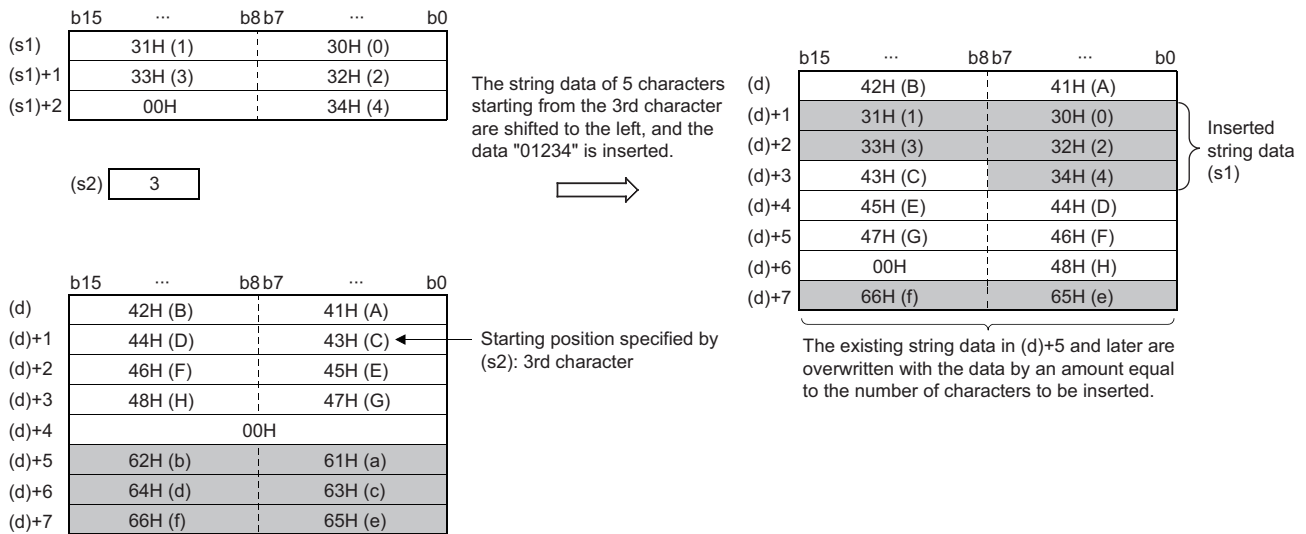 b15 ... b8 b7 ... b0
(s1) 31H (1) 30H (0)
(s1)+1 33H (3) 32H (2)
(s1)+2 00H 34H (4)
(s2) 3
The string data of 5 characters
starting from the 3rd character
are shifted to the left, and the
data "01234" is inserted.
b15 ... b8 b7 ... b0
(d) 42H (B) 41H (A)
(d)+1 44H (D) 43H (C)
(d)+2 46H (F) 45H (E)
(d)+3 48H (H) 47H (G)
(d)+4 00H
(d)+5 62H (b) 61H (a)
(d)+6 64H (d) 63H (c)
(d)+7 66H (f) 65H (e)
Starting position specified by
(s2): 3rd character
b15 ... b8 b7 ... b0
(d) 42H (B) 41H (A)
(d)+1 31H (1) 30H (0)
(d)+2 33H (3) 32H (2)
(d)+3 43H (C) 34H (4)
(d)+4 45H (E) 44H (D)
(d)+5 47H (G) 46H (F)
(d)+6 00H 48H (H)
(d)+7 66H (f) 65H (e)
Inserted
string data
(s1)
The existing string data in (d)+5 and later are
overwritten with the data by an amount equal
to the number of characters to be inserted.